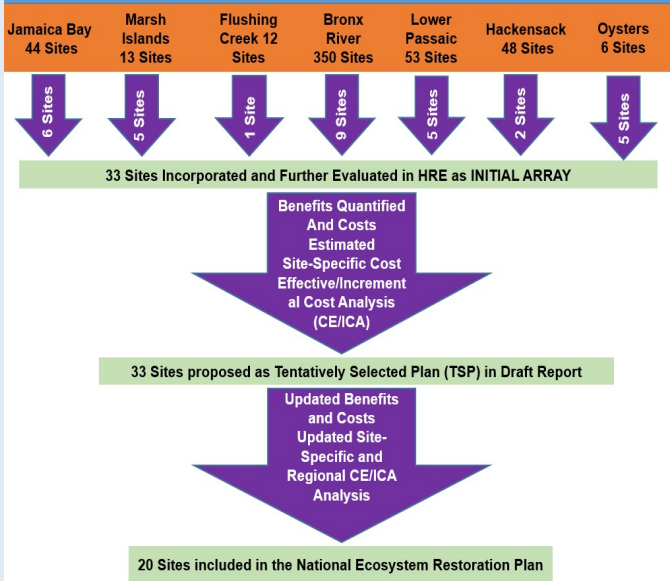 Jamaica Bay
44 Sites
Marsh
Islands
13 Sites
Flushing
Creek 12
Sites
Bronx
River
350 Sites
Lower
Passaic
53 Sites
Hackensack
48 Sites
Oysters
6 Sites
6 Sites
5 Sites
1 Site
9 Sites
5 Sites
2 Sites
5 Sites
33 Sites Incorporated and Further Evaluated in HRE as INITIAL ARRAY
Benefits Quantified
And Costs
Estimated
Site-Specific Cost
Effective/Increment
al Cost Analysis
(CE/ICA)
33 Sites proposed as Tentatively Selected Plan (TSP) in Draft Report
Updated Benefits
and Costs
Updated Site-
Specific and
Regional CE/ICA
Analysis
20 Sites included in the National Ecosystem Restoration Plan